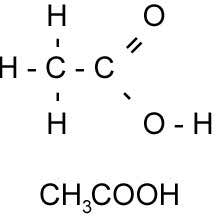 H O
H - C - C
H O - H
CH₃COOH